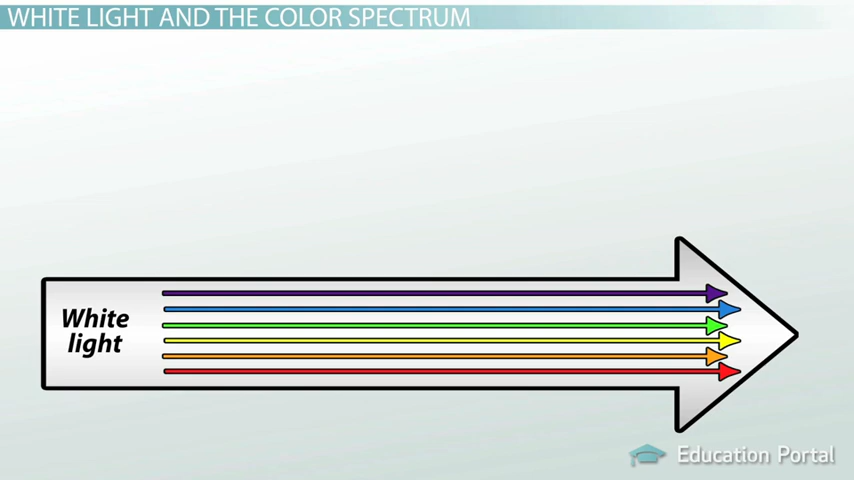 WHITE LIGHT AND THE COLOR SPECTRUM
White
light
Education Portal